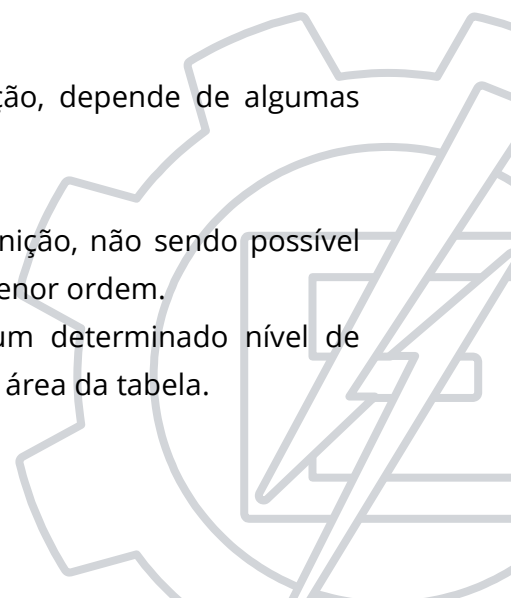 ção, depende de algumas
nição, não sendo possível
enor ordem.
um determinado nível de
área da tabela.